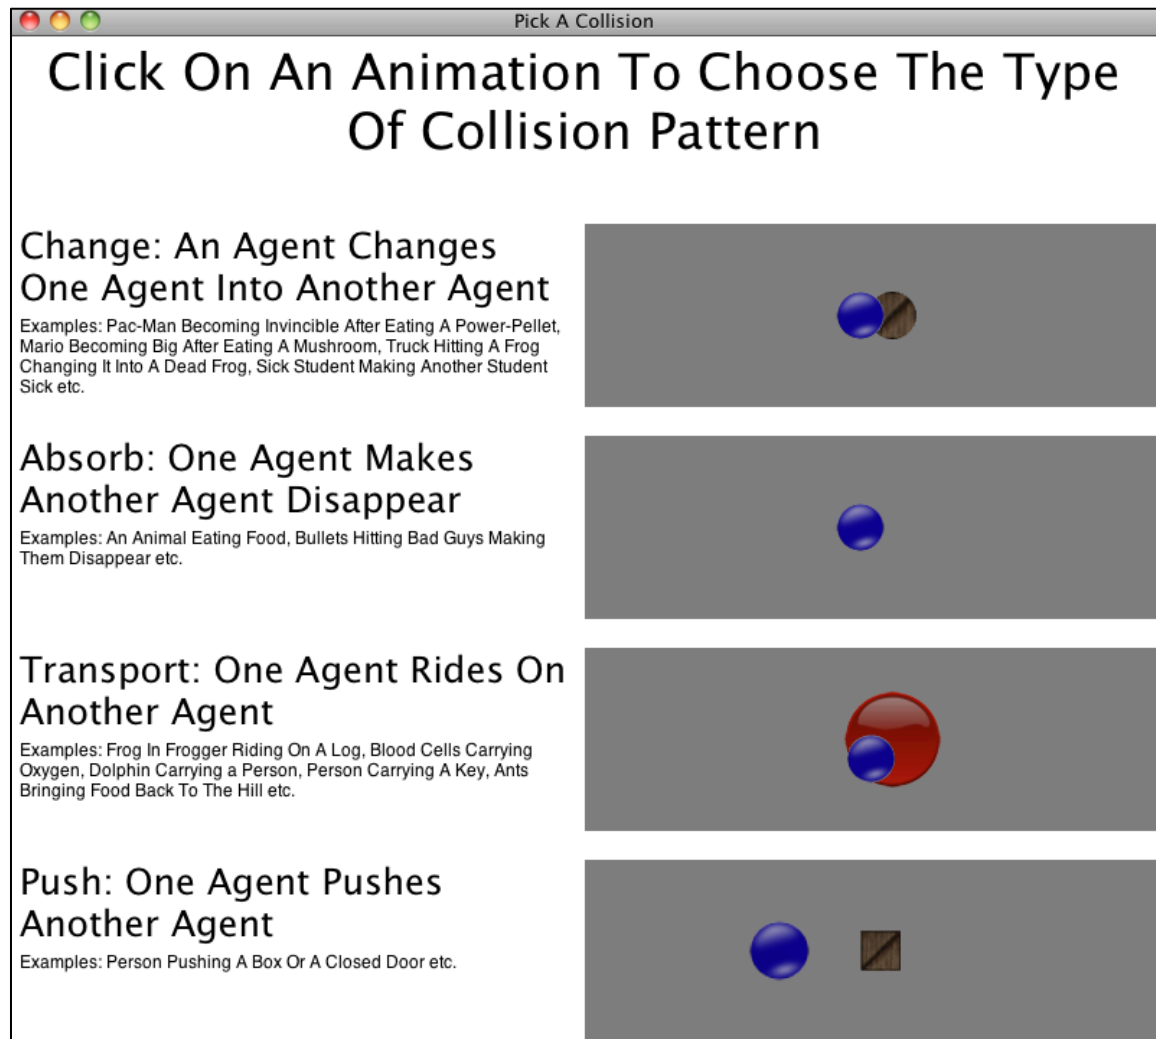 Pick A Collision
Click On An Animation To Choose The Type
Of Collision Pattern
Change: An Agent Changes
One Agent Into Another Agent
Examples: Pac-Man Becoming Invincible After Eating A Power-Pellet,
Mario Becoming Big After Eating A Mushroom, Truck Hitting A Frog
Changing It Into A Dead Frog, Sick Student Making Another Student
Sick etc.
Absorb: One Agent Makes
Another Agent Disappear
Examples: An Animal Eating Food, Bullets Hitting Bad Guys Making
Them Disappear etc.
Transport: One Agent Rides On
Another Agent
Examples: Frog In Frogger Riding On A Log, Blood Cells Carrying
Oxygen, Dolphin Carrying a Person, Person Carrying A Key, Ants
Bringing Food Back To The Hill etc.
Push: One Agent Pushes
Another Agent
Examples: Person Pushing A Box Or A Closed Door etc.